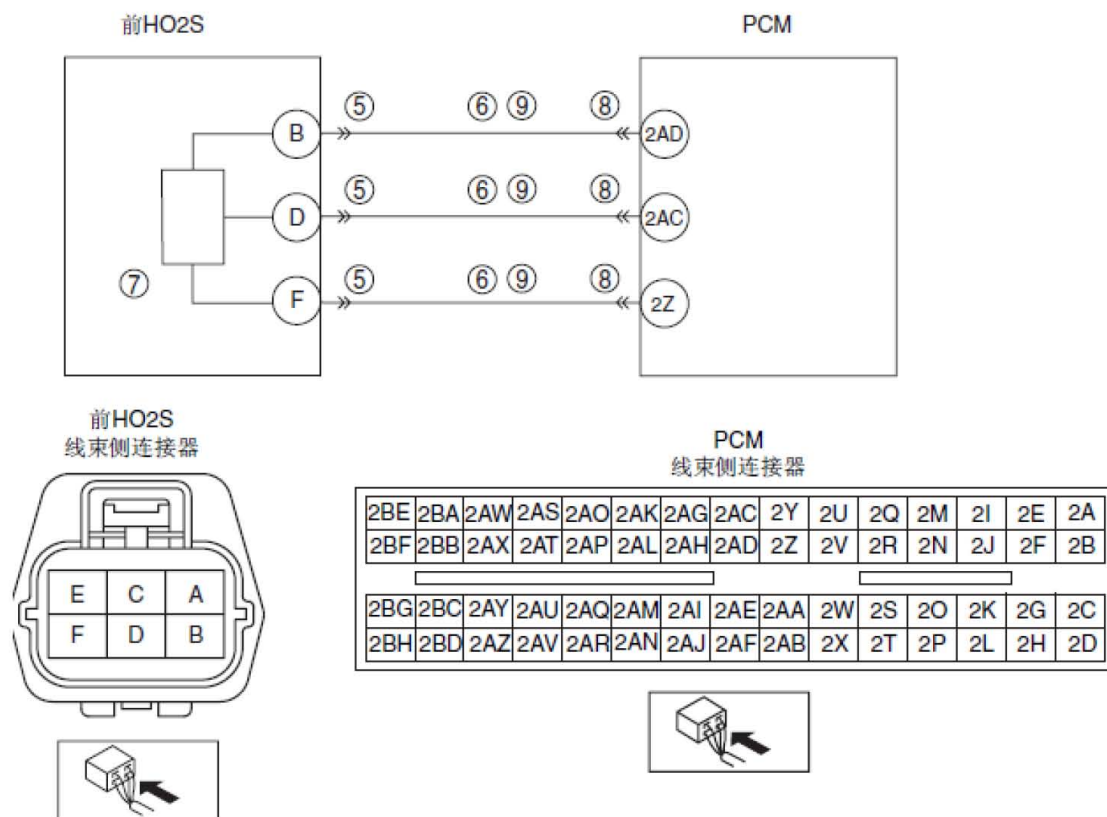 前HO2S PCM
⑤ ⑥ ⑨ ⑧
B 2AD
⑤ ⑥ ⑨ ⑧
D 2AC
⑦ ⑤ ⑥ ⑨ ⑧
F 2Z
前HO2S
线束侧连接器
E C A
F D B
PCM
线束侧连接器
2BE 2BA 2AW 2AS 2AO 2AK 2AG 2AC 2Y 2U 2Q 2M 2I 2E 2A
2BF 2BB 2AX 2AT 2AP 2AL 2AH 2AD 2Z 2V 2R 2N 2J 2F 2B
2BG 2BC 2AY 2AU 2AQ 2AM 2AI 2AE 2AA 2W 2S 2O 2K 2G 2C
2BH 2BD 2AZ 2AV 2AR 2AN 2AJ 2AF 2AB 2X 2T 2P 2L 2H 2D